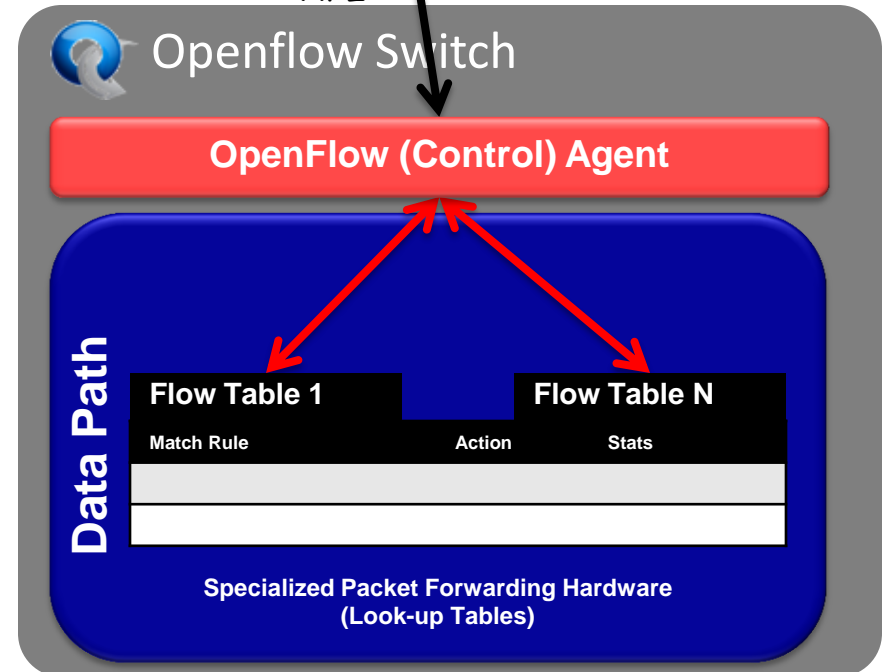 Openflow Switch
OpenFlow (Control) Agent
Data Path
Flow Table 1
Flow Table N
Match Rule Action Stats
Specialized Packet Forwarding Hardware
(Look-up Tables)